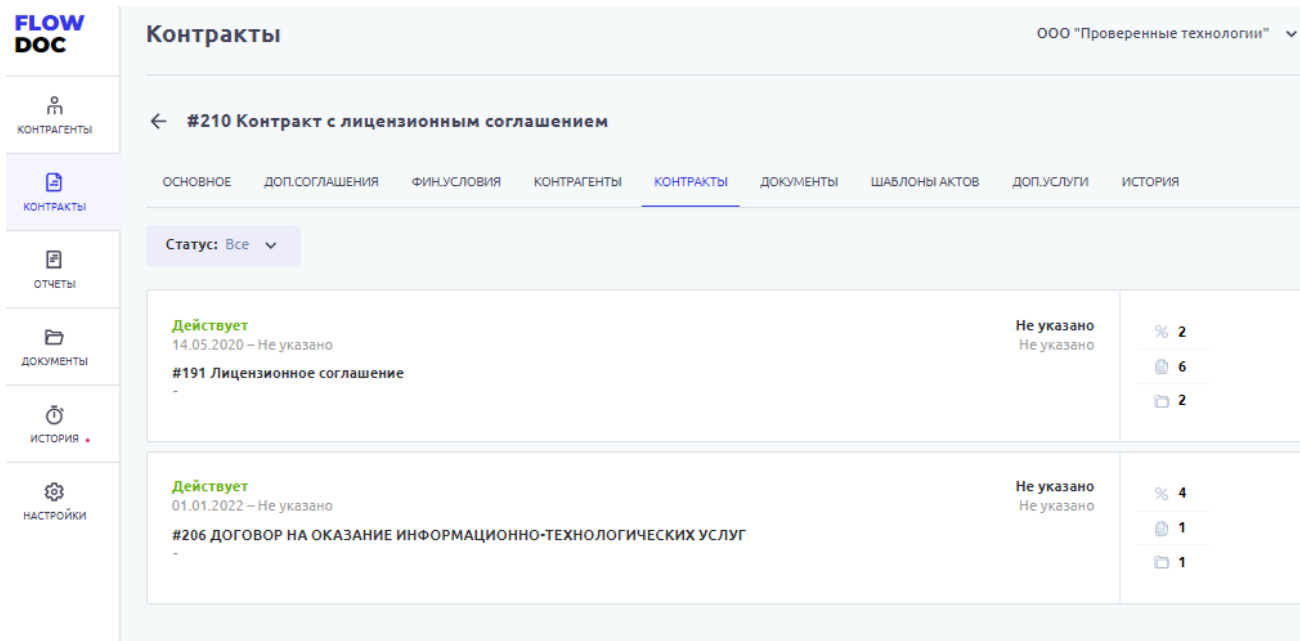 FLOW
DOC
Контракты
ООО "Проверенные технологии"
КОНТРАГЕНТЫ
КОНТРАКТЫ
ОТЧЕТЫ
ДОКУМЕНТЫ
ИСТОРИЯ
НАСТРОЙКИ
← #210 Контракт с лицензионным соглашением
ОСНОВНОЕ ДОП.СОГЛАШЕНИЯ ФИН.УСЛОВИЯ КОНТРАГЕНТЫ КОНТРАКТЫ ДОКУМЕНТЫ ШАБЛОНЫ АКТОВ ДОП.УСЛУГИ ИСТОРИЯ
Статус: Все
Действует
14.05.2020 – Не указано
#191 Лицензионное соглашение
-
Не указано
Не указано
% 2
6
2
Действует
01.01.2022 – Не указано
#206 ДОГОВОР НА ОКАЗАНИЕ ИНФОРМАЦИОННО-ТЕХНОЛОГИЧЕСКИХ УСЛУГ
-
Не указано
Не указано
% 4
1
1